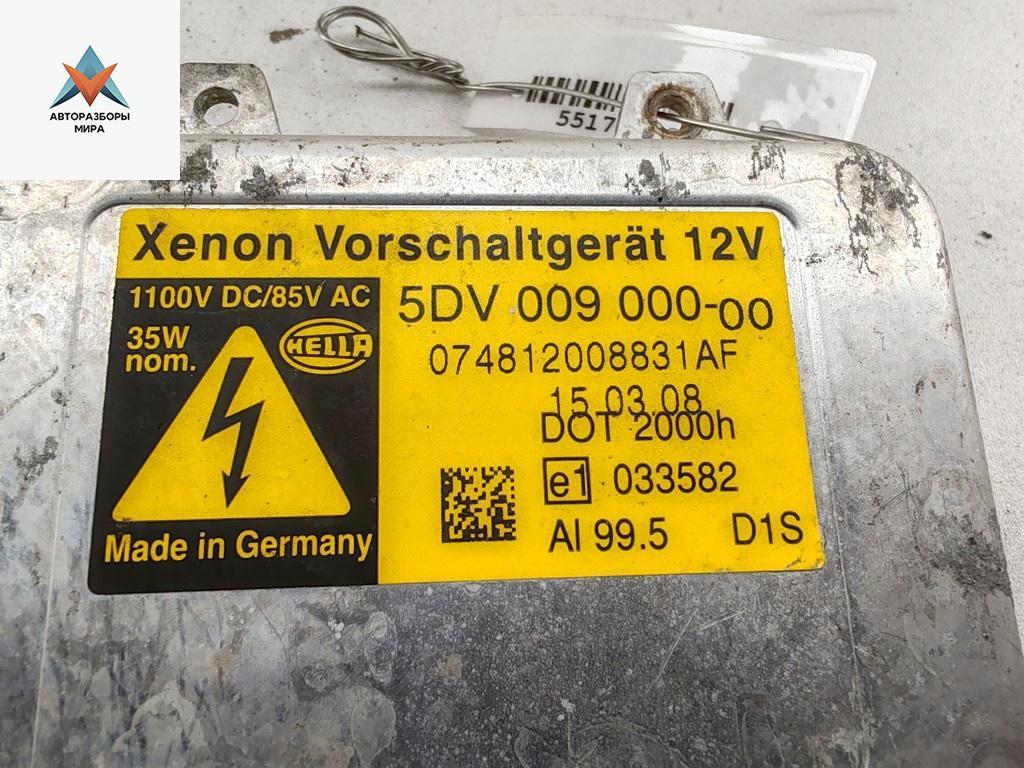 АВТОРАЗБОРЫ
МИРА
5517
Xenon Vorschaltgerät 12V
1100V DC/85V AC
35W
nom.
HELLA
5DV 009 000-00
074812008831AF
15.03.08
DOT 2000h
e1 033582
Al 99.5 D1S
Made in Germany